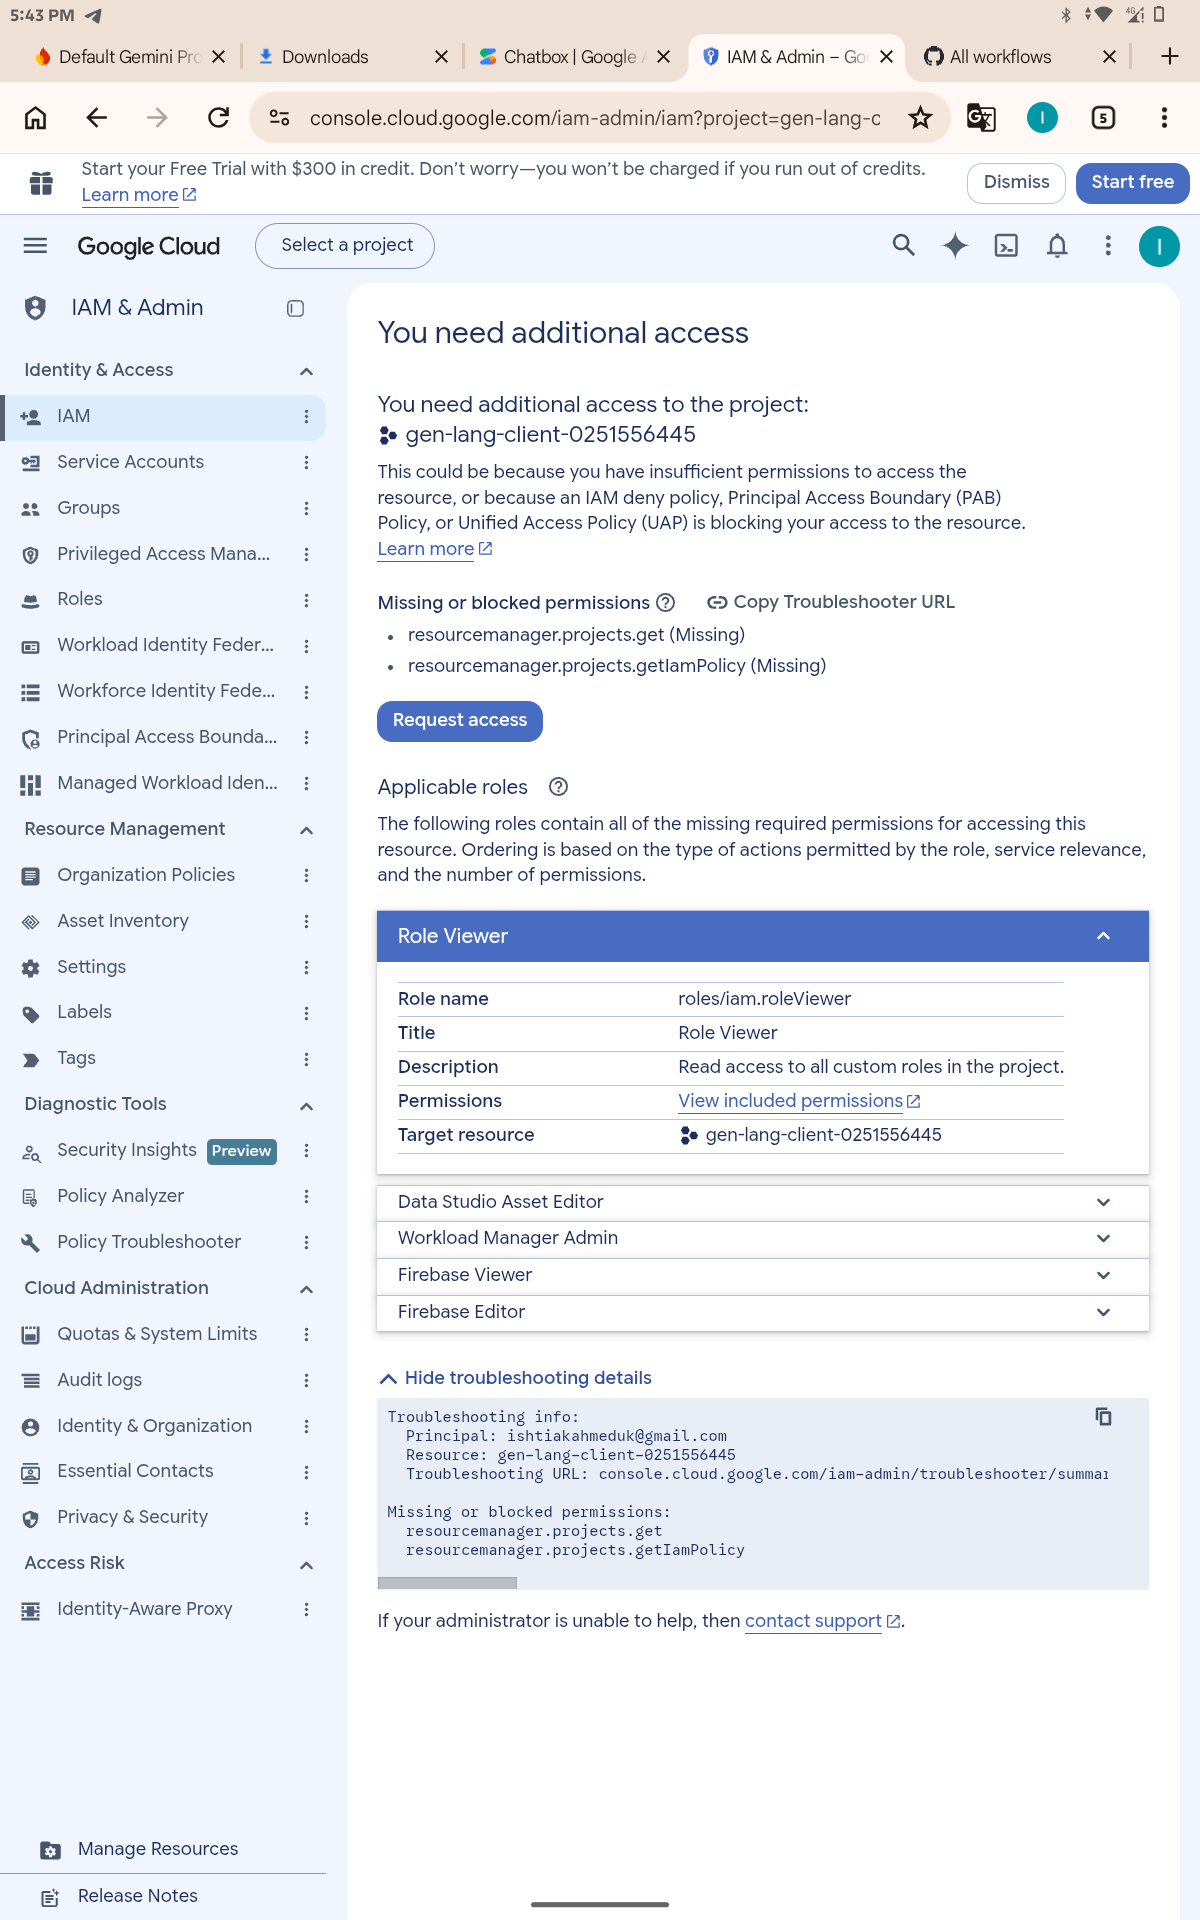 5:43 PM
4G
Default Gemini Pro
Downloads
Chatbox | Google A
IAM & Admin – Goo
All workflows
console.cloud.google.com/iam-admin/iam?project=gen-lang-c
I
5
Start your Free Trial with $300 in credit. Don't worry—you won't be charged if you run out of credits.
Learn more
Dismiss
Start free
Google Cloud
Select a project
I
IAM & Admin
Identity & Access
IAM
Service Accounts
Groups
Privileged Access Mana...
Roles
Workload Identity Feder...
Workforce Identity Fede...
Principal Access Bounda...
Managed Workload Iden...
Resource Management
Organization Policies
Asset Inventory
Settings
Labels
Tags
Diagnostic Tools
Security Insights Preview
Policy Analyzer
Policy Troubleshooter
Cloud Administration
Quotas & System Limits
Audit logs
Identity & Organization
Essential Contacts
Privacy & Security
Access Risk
Identity-Aware Proxy
Manage Resources
Release Notes
You need additional access
You need additional access to the project:
gen-lang-client-0251556445
This could be because you have insufficient permissions to access the
resource, or because an IAM deny policy, Principal Access Boundary (PAB)
Policy, or Unified Access Policy (UAP) is blocking your access to the resource.
Learn more
Missing or blocked permissions
Copy Troubleshooter URL
• resourcemanager.projects.get (Missing)
• resourcemanager.projects.getIamPolicy (Missing)
Request access
Applicable roles
The following roles contain all of the missing required permissions for accessing this
resource. Ordering is based on the type of actions permitted by the role, service relevance,
and the number of permissions.
Role Viewer
Role name roles/iam.roleViewer
Title Role Viewer
Description Read access to all custom roles in the project.
Permissions View included permissions
Target resource gen-lang-client-0251556445
Data Studio Asset Editor
Workload Manager Admin
Firebase Viewer
Firebase Editor
Hide troubleshooting details
Troubleshooting info:
Principal: ishtiakahmeduk@gmail.com
Resource: gen-lang-client-0251556445
Troubleshooting URL: console.cloud.google.com/iam-admin/troubleshooter/summar
Missing or blocked permissions:
resourcemanager.projects.get
resourcemanager.projects.getIamPolicy
If your administrator is unable to help, then contact support.